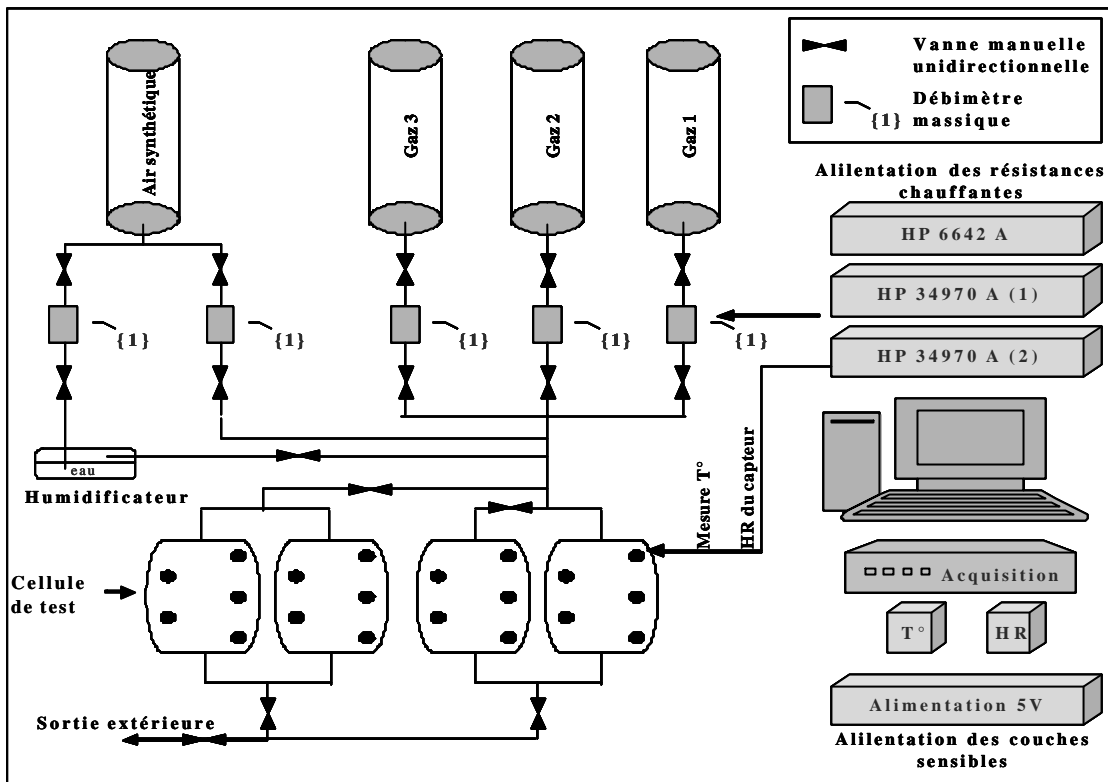 Air synthétique
Gaz 3
Gaz 2
Gaz 1
Vanne manuelle
unidirectionnelle
{1}
Débimètre
massique
Alilentation des résistances
chauffantes
HP 6642 A
HP 34970 A (1)
HP 34970 A (2)
{1}
{1}
{1}
{1}
{1}
eau
Humidificateur
Mesure T°
HR du capteur
Cellule
de test
Acquisition
T°
HR
Alimentation 5V
Sortie extérieure
Alilentation des couches
sensibles